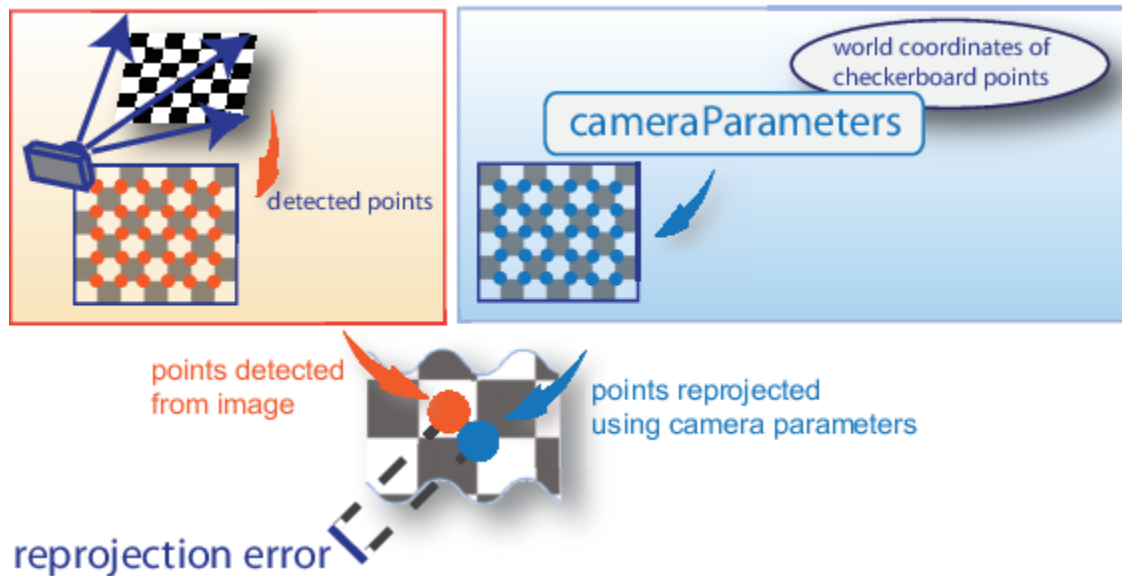 world coordinates of
checkerboard points
cameraParameters
detected points
points detected
from image
points reprojected
using camera parameters
reprojection error